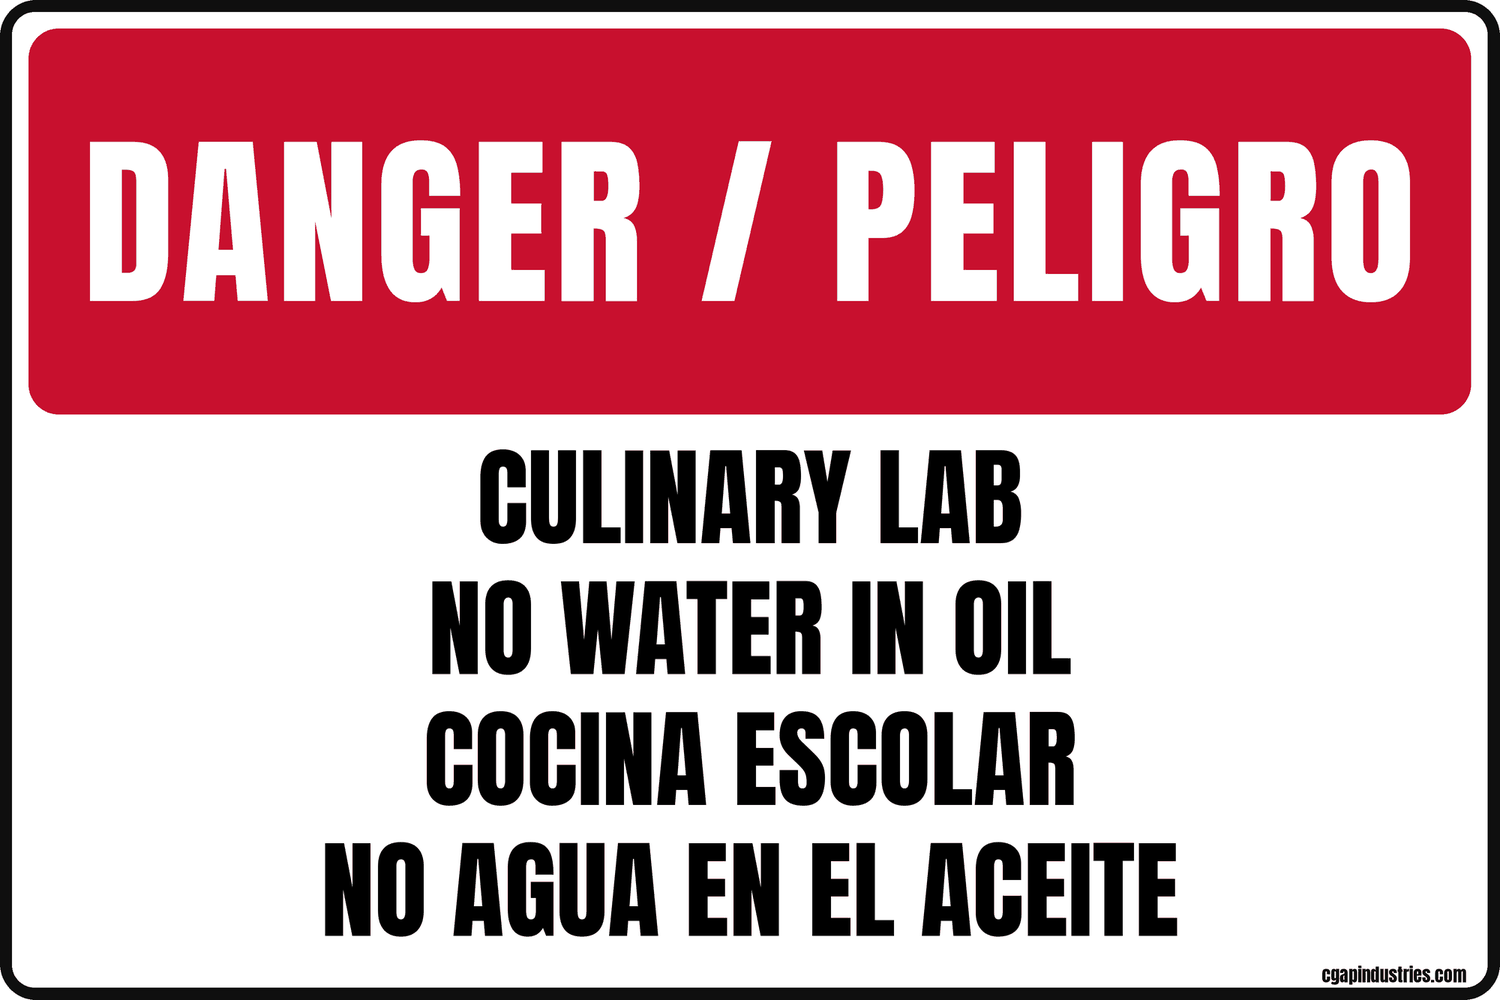 DANGER / PELIGRO
CULINARY LAB
NO WATER IN OIL
COCINA ESCOLAR
NO AGUA EN EL ACEITE
cgapindustries.com